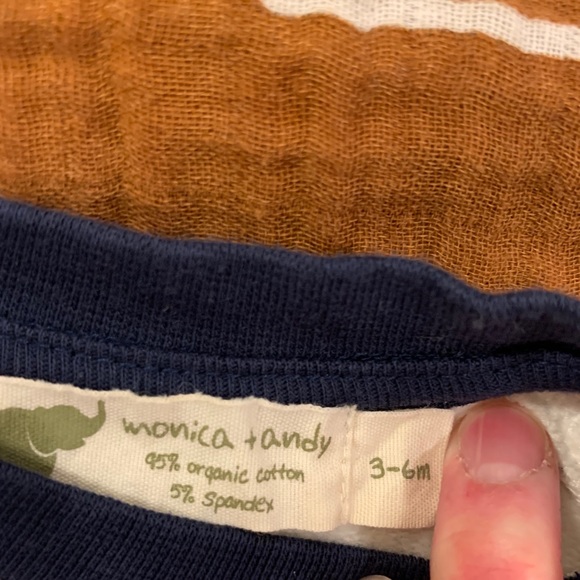 monica + andy
95% organic cotton
5% Spandex
3-6m